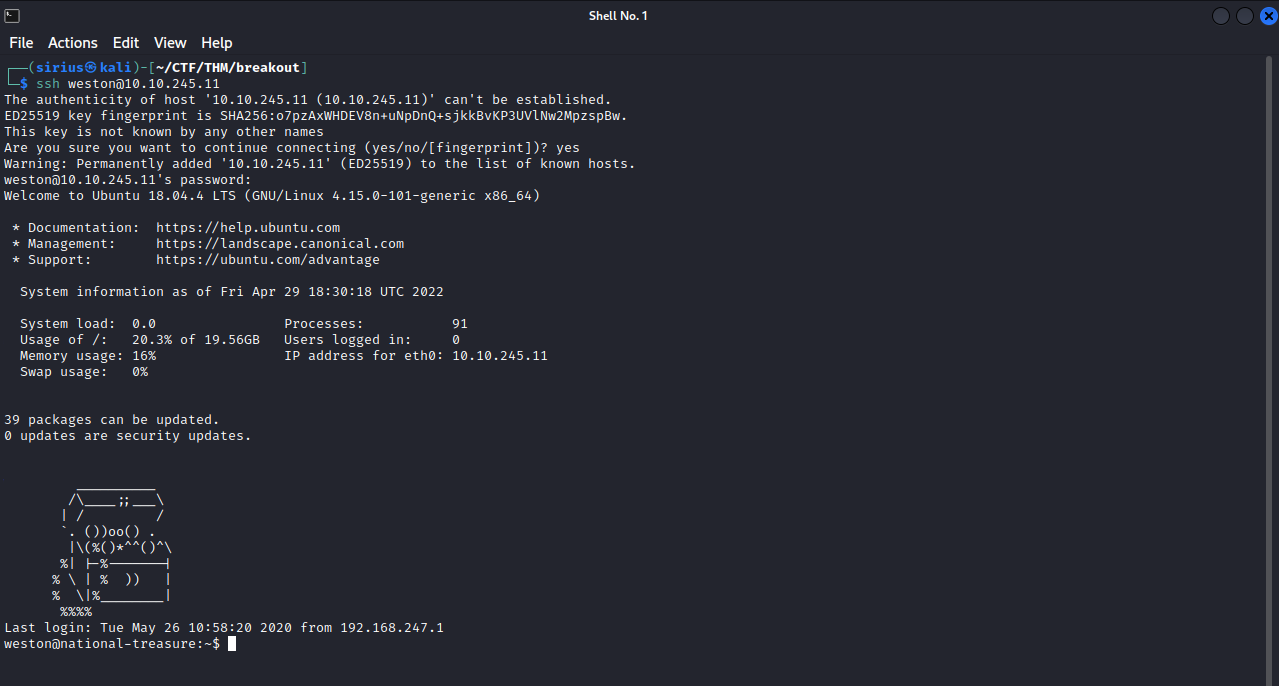 Shell No. 1
File Actions Edit View Help
┌──(sirius㉿kali)-[~/CTF/THM/breakout]
└─$ ssh weston@10.10.245.11
The authenticity of host '10.10.245.11 (10.10.245.11)' can't be established.
ED25519 key fingerprint is SHA256:o7pzAxWHDEV8n+uNpDnQ+sjkkBvKP3UVlNw2MpzspBw.
This key is not known by any other names
Are you sure you want to continue connecting (yes/no/[fingerprint])? yes
Warning: Permanently added '10.10.245.11' (ED25519) to the list of known hosts.
weston@10.10.245.11's password:
Welcome to Ubuntu 18.04.4 LTS (GNU/Linux 4.15.0-101-generic x86_64)

 * Documentation:  https://help.ubuntu.com
 * Management:     https://landscape.canonical.com
 * Support:        https://ubuntu.com/advantage

  System information as of Fri Apr 29 18:30:18 UTC 2022

  System load:  0.0                Processes:           91
  Usage of /:   20.3% of 19.56GB   Users logged in:     0
  Memory usage: 16%                IP address for eth0: 10.10.245.11
  Swap usage:   0%

39 packages can be updated.
0 updates are security updates.

         __________
        /\____;;___\
       | /         /
       `. ())oo() .
        |\(%()*^^()^\
       %| |-%-------|
      % \ | %  ))   |
      %  \|%________|
       %%%%
Last login: Tue May 26 10:58:20 2020 from 192.168.247.1
weston@national-treasure:~$